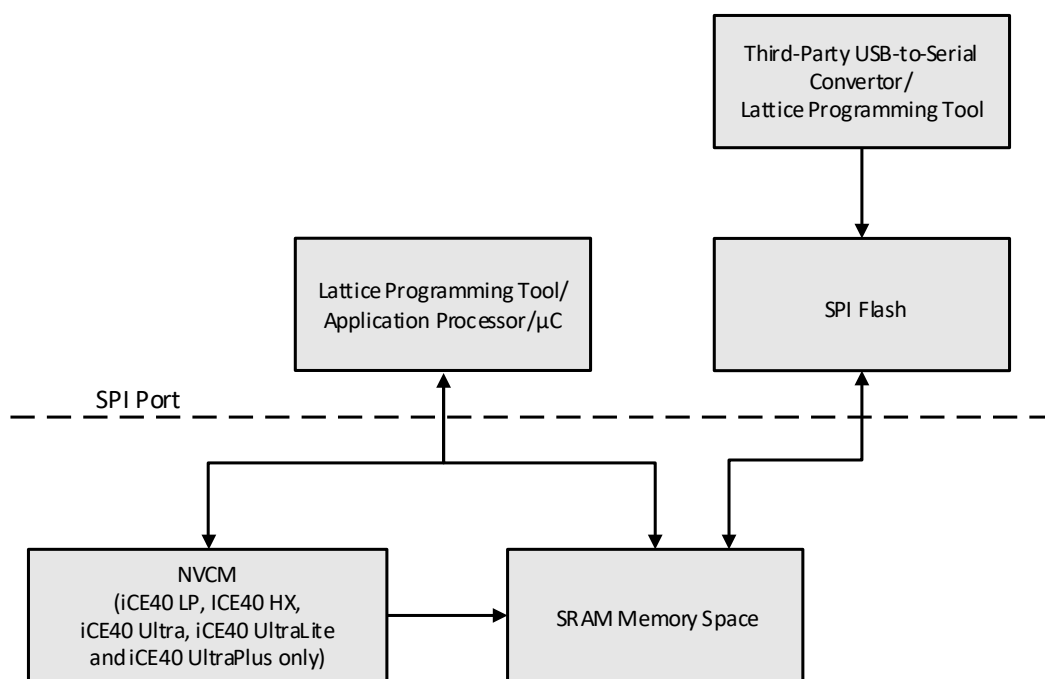 Third-Party USB-to-Serial
Convertor/
Lattice Programming Tool
Lattice Programming Tool/
Application Processor/µC
SPI Flash
SPI Port
NVCM
(iCE40 LP, ICE40 HX,
iCE40 Ultra, iCE40 UltraLite
and iCE40 UltraPlus only)
SRAM Memory Space